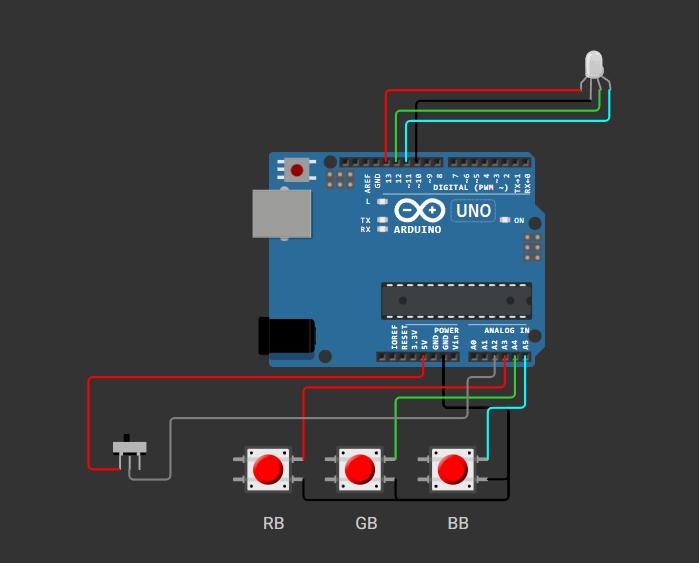 AREF
GND
13
12
~11
~10
~9
8
7
~6
~5
4
~3
2
TX→1
RX←0
DIGITAL (PWM ~)
L
TX
RX
UNO
ARDUINO
ON
IOREF
RESET
3.3V
5V
GND
GND
Vin
POWER
ANALOG IN
A0
A1
A2
A3
A4
A5
RB
GB
BB